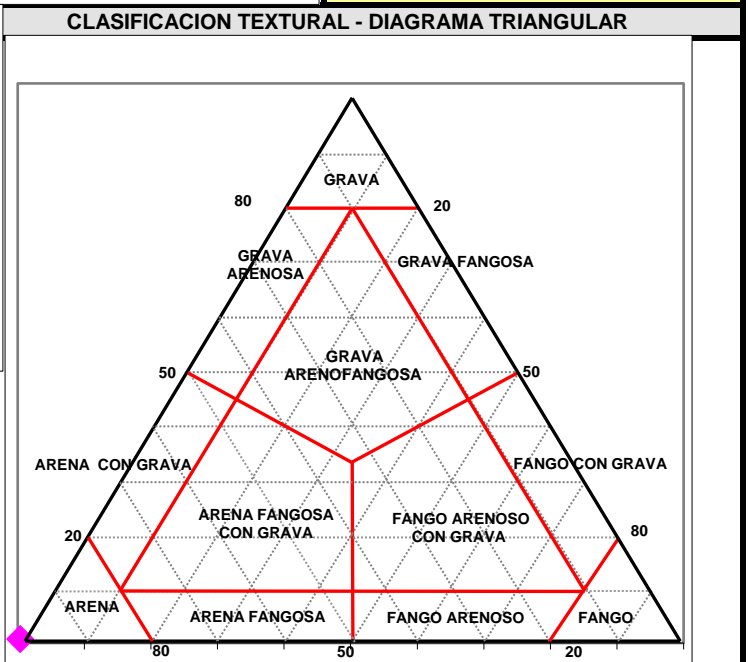 CLASIFICACION TEXTURAL - DIAGRAMA TRIANGULAR
GRAVA
80
20
GRAVA
ARENOSA
GRAVA FANGOSA
GRAVA
ARENOFANGOSA
50
50
ARENA CON GRAVA
FANGO CON GRAVA
ARENA FANGOSA
CON GRAVA
FANGO ARENOSO
CON GRAVA
20
80
ARENA
ARENA FANGOSA
FANGO ARENOSO
FANGO
80
50
20